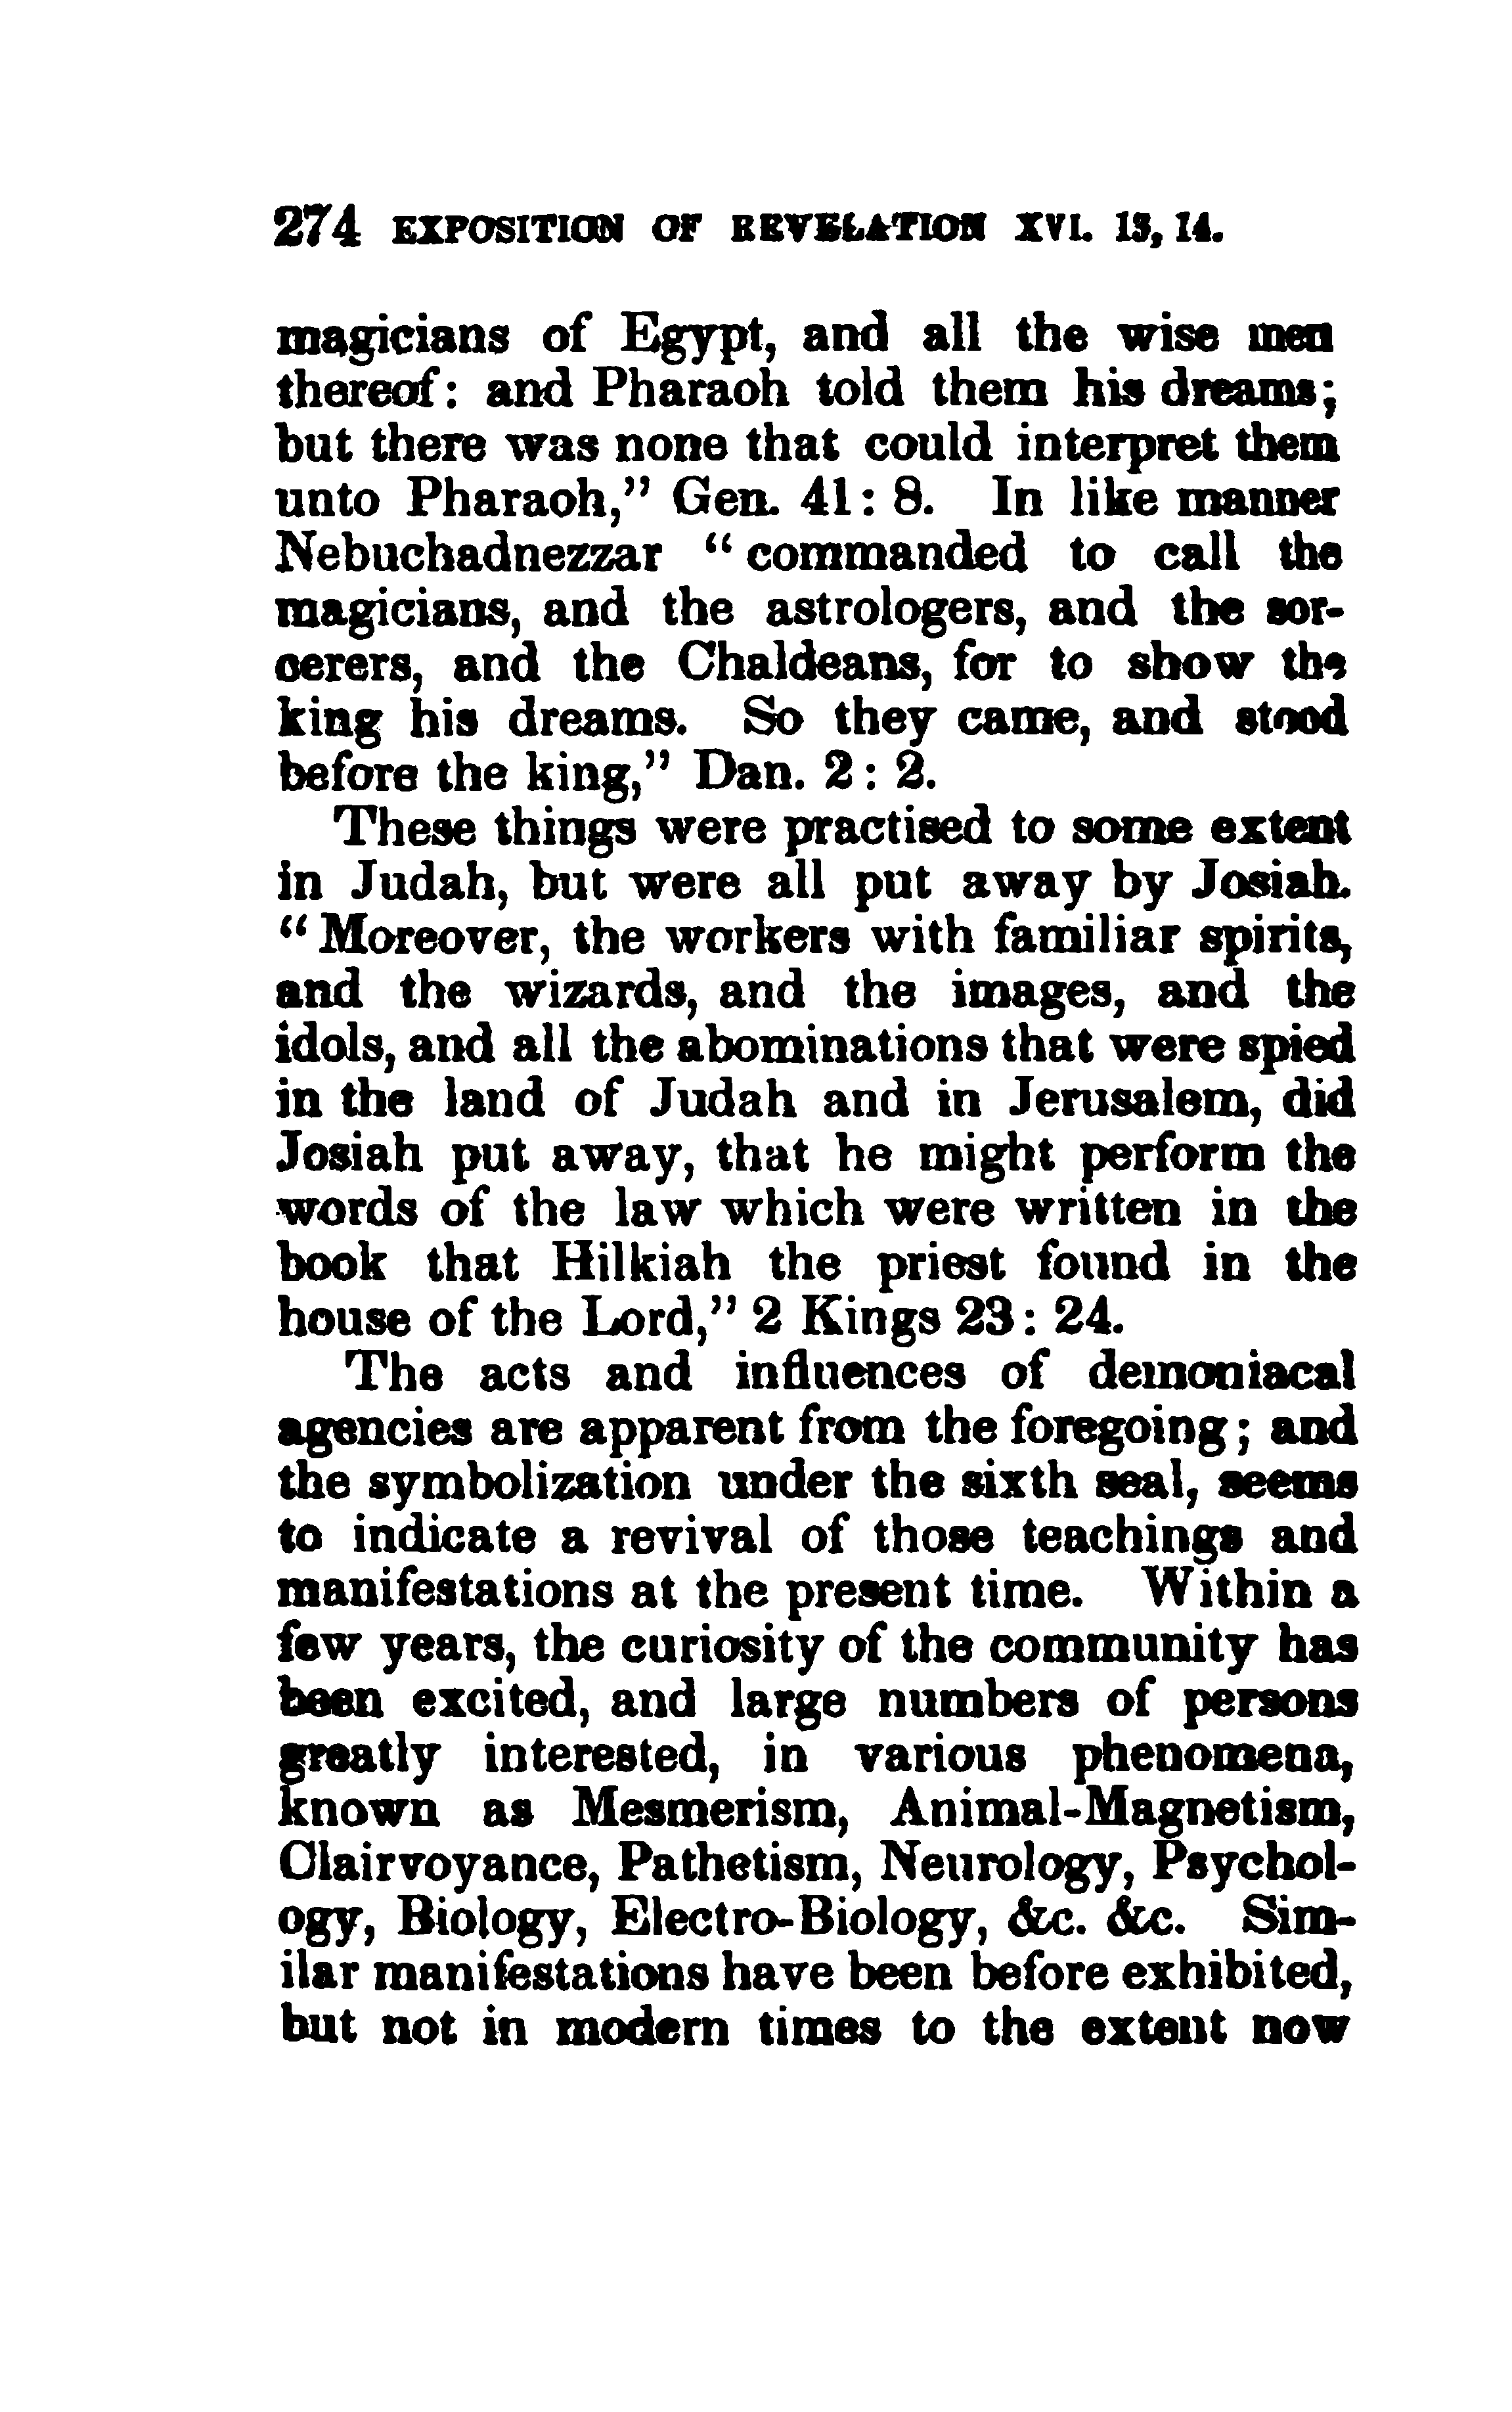 274 EXPOSITION OF REVELATION XVI. 13, 14.
magicians of Egypt, and all the wise men
thereof: and Pharaoh told them his dreams;
but there was none that could interpret them
unto Pharaoh,” Gen. 41: 8. In like manner
Nebuchadnezzar “commanded to call the
magicians, and the astrologers, and the sor-
cerers, and the Chaldeans, for to show the
king his dreams. So they came, and stood
before the king,” Dan. 2: 2.
These things were practised to some extent
in Judah, but were all put away by Josiah.
“Moreover, the workers with familiar spirits,
and the wizards, and the images, and the
idols, and all the abominations that were spied
in the land of Judah and in Jerusalem, did
Josiah put away, that he might perform the
words of the law which were written in the
book that Hilkiah the priest found in the
house of the Lord,” 2 Kings 23: 24.
The acts and influences of demoniacal
agencies are apparent from the foregoing; and
the symbolization under the sixth seal, seems
to indicate a revival of those teachings and
manifestations at the present time. Within a
few years, the curiosity of the community has
been excited, and large numbers of persons
greatly interested, in various phenomena,
known as Mesmerism, Animal-Magnetism,
Clairvoyance, Pathetism, Neurology, Psychol-
ogy, Biology, Electro-Biology, &c. &c. Sim-
ilar manifestations have been before exhibited,
but not in modern times to the extent now